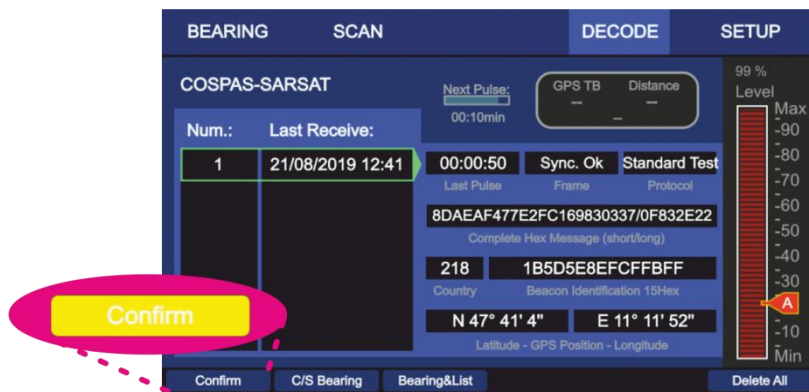 BEARING SCAN DECODE SETUP
COSPAS-SARSAT
Next Pulse:
00:10min
GPS TB Distance
-- --
--
99 %
Level
Max
-90
-80
-70
-60
-50
-40
-30
A
-10
Min
Num.: Last Receive:
1 21/08/2019 12:41
00:00:50 Sync. Ok Standard Test
Last Pulse Frame Protocol
8DAEAF477E2FC169830337/0F832E22
Complete Hex Message (short/long)
218 1B5D5E8EFCFFBFF
Country Beacon Identification 15Hex
N 47° 41' 4" E 11° 11' 52"
Latitude - GPS Position - Longitude
Confirm
Confirm C/S Bearing Bearing&List Delete All